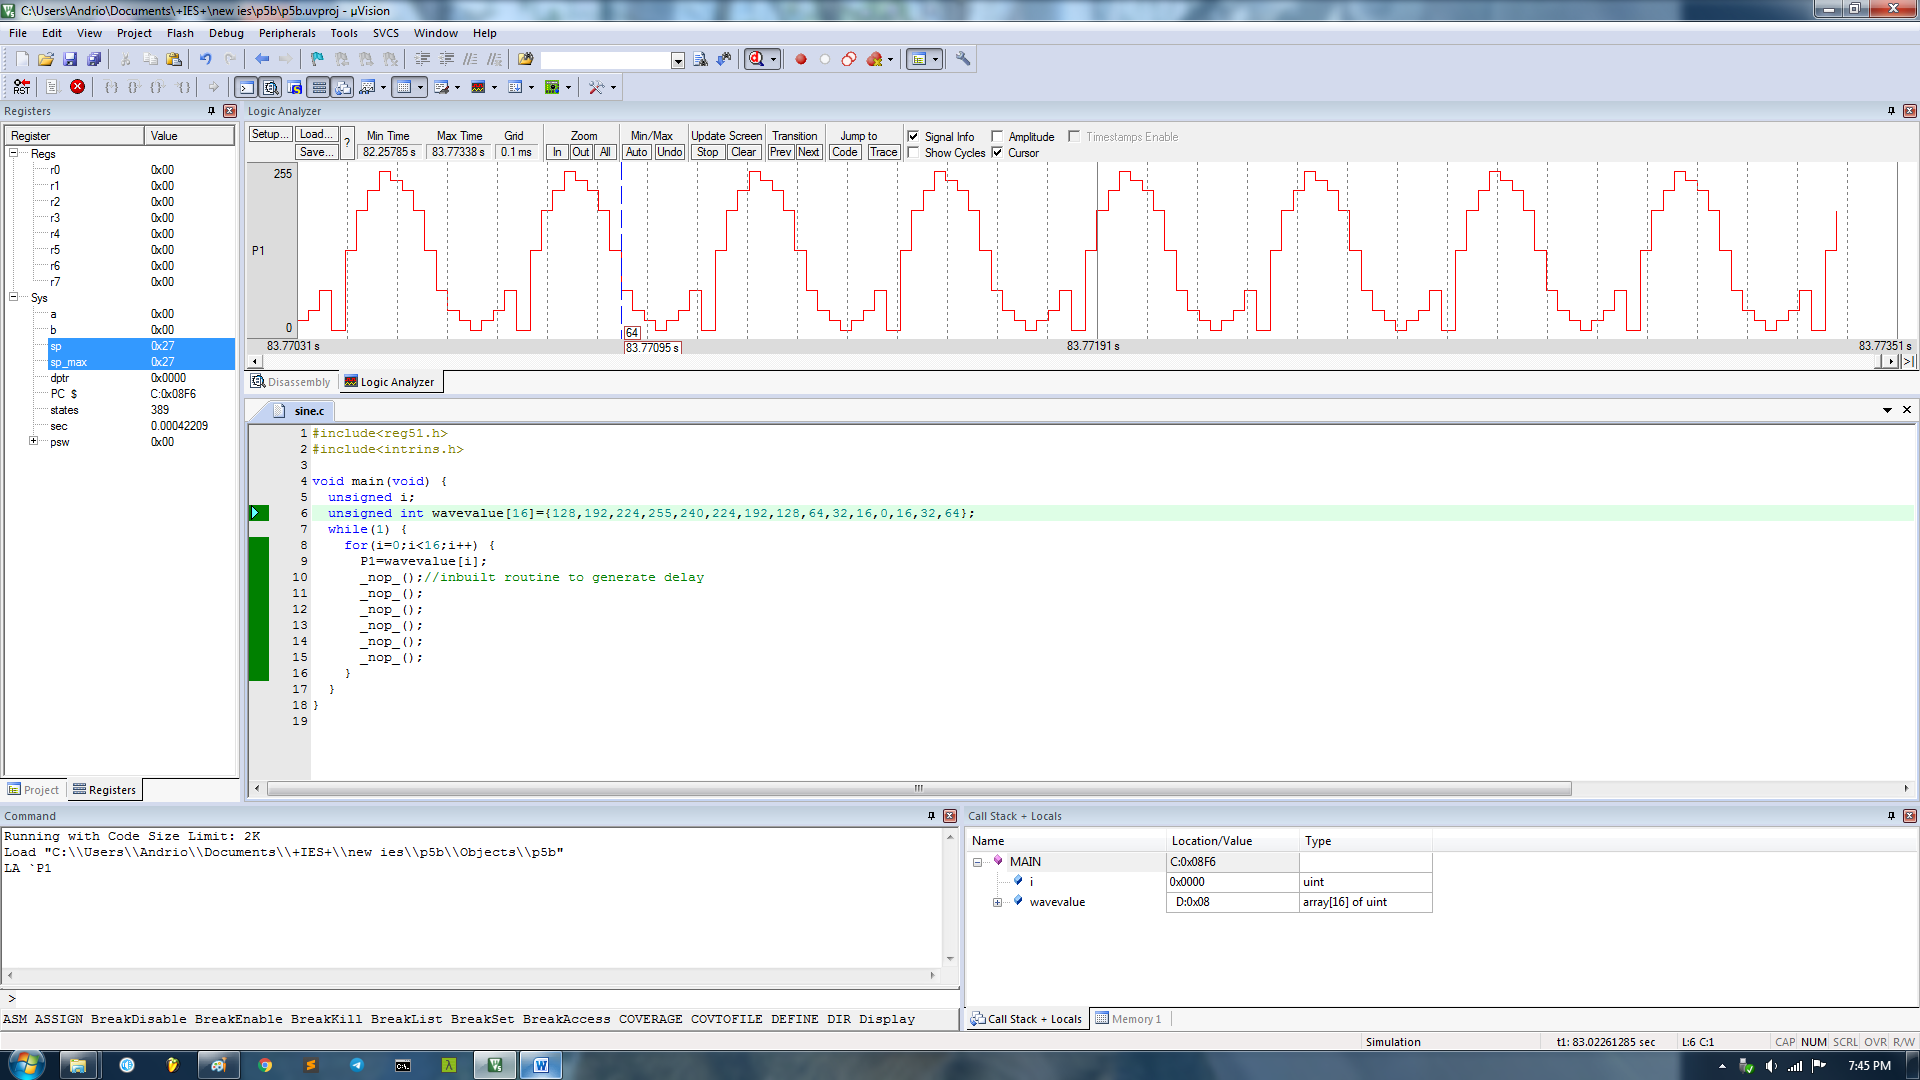 C:\Users\Andrio\Documents\+IES+\new ies\p5b\p5b.uvproj - µVision
File Edit View Project Flash Debug Peripherals Tools SVCS Window Help
RST
Registers
Register Value
Regs
r0 0x00
r1 0x00
r2 0x00
r3 0x00
r4 0x00
r5 0x00
r6 0x00
r7 0x00
Sys
a 0x00
b 0x00
sp 0x27
sp_max 0x27
dptr 0x0000
PC $ C:0x08F6
states 389
sec 0.00042209
psw 0x00
Project Registers
Logic Analyzer
Setup... Load... ? Min Time Max Time Grid Zoom Min/Max Update Screen Transition Jump to Signal Info Amplitude Timestamps Enable
Save... 82.25785 s 83.77338 s 0.1 ms In Out All Auto Undo Stop Clear Prev Next Code Trace Show Cycles Cursor
255
P1
0
64
83.77031 s 83.77095 s 83.77191 s 83.77351 s
Disassembly Logic Analyzer
sine.c
1 #include<reg51.h>
2 #include<intrins.h>
3
4 void main(void) {
5 unsigned i;
6 unsigned int wavevalue[16]={128,192,224,255,240,224,192,128,64,32,16,0,16,32,64};
7 while(1) {
8 for(i=0;i<16;i++) {
9 P1=wavevalue[i];
10 _nop_();//inbuilt routine to generate delay
11 _nop_();
12 _nop_();
13 _nop_();
14 _nop_();
15 _nop_();
16 }
17 }
18 }
19
Command
Running with Code Size Limit: 2K
Load "C:\\Users\\Andrio\\Documents\\+IES+\\new ies\\p5b\\Objects\\p5b"
LA `P1
>
ASM ASSIGN BreakDisable BreakEnable BreakKill BreakList BreakSet BreakAccess COVERAGE COVTOFILE DEFINE DIR Display
Call Stack + Locals
Name Location/Value Type
MAIN C:0x08F6
i 0x0000 uint
wavevalue D:0x08 array[16] of uint
Call Stack + Locals Memory 1
Simulation t1: 83.02261285 sec L:6 C:1 CAP NUM SCRL OVR R/W
7:45 PM